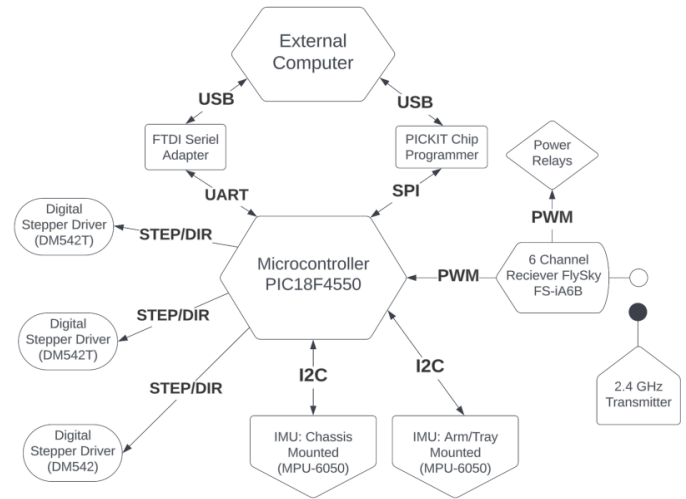 External
Computer
USB
USB
FTDI Seriel
Adapter
PICKIT Chip
Programmer
Power
Relays
UART
SPI
Digital
Stepper Driver
(DM542T)
STEP/DIR
PWM
Microcontroller
PIC18F4550
PWM
6 Channel
Reciever FlySky
FS-iA6B
STEP/DIR
Digital
Stepper Driver
(DM542T)
I2C
I2C
STEP/DIR
2.4 GHz
Transmitter
Digital
Stepper Driver
(DM542)
IMU: Chassis
Mounted
(MPU-6050)
IMU: Arm/Tray
Mounted
(MPU-6050)